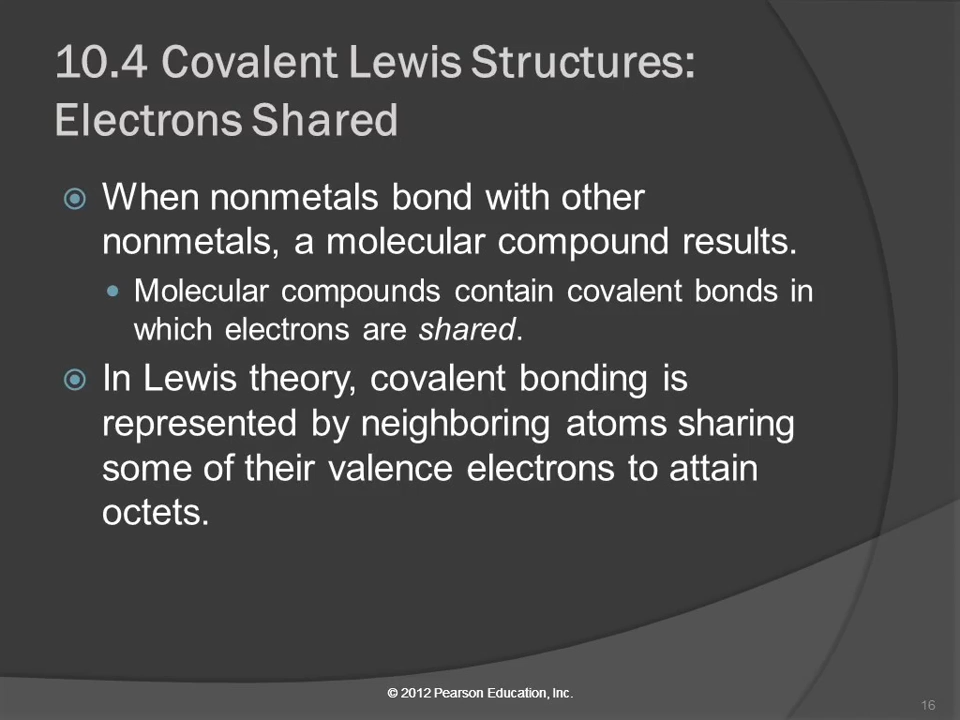 10.4 Covalent Lewis Structures:
Electrons Shared
When nonmetals bond with other
nonmetals, a molecular compound results.
Molecular compounds contain covalent bonds in
which electrons are shared.
In Lewis theory, covalent bonding is
represented by neighboring atoms sharing
some of their valence electrons to attain
octets.
© 2012 Pearson Education, Inc.
16